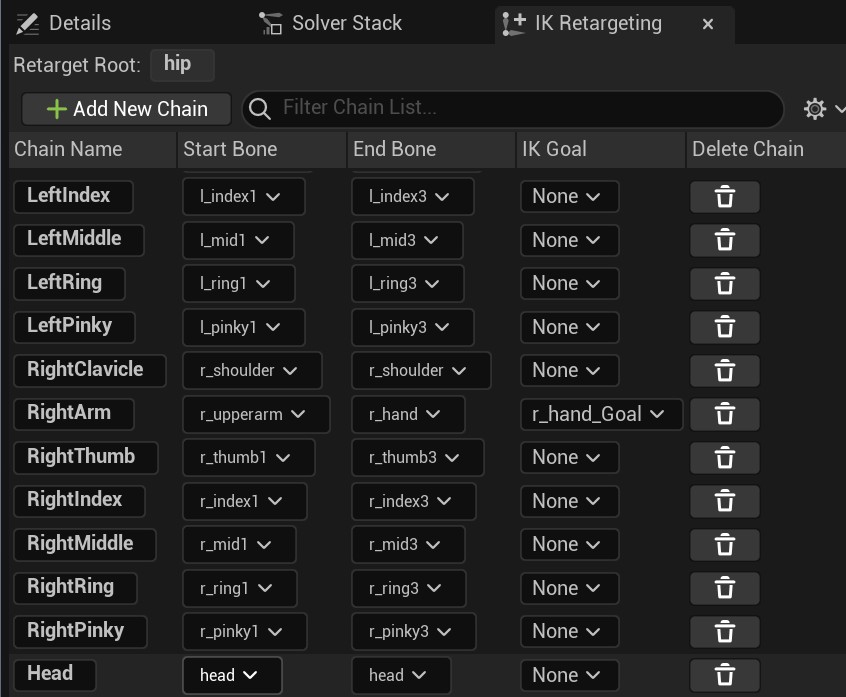 Details Solver Stack IK Retargeting
Retarget Root: hip
Add New Chain Filter Chain List...
Chain Name Start Bone End Bone IK Goal Delete Chain
LeftIndex l_index1 l_index3 None
LeftMiddle l_mid1 l_mid3 None
LeftRing l_ring1 l_ring3 None
LeftPinky l_pinky1 l_pinky3 None
RightClavicle r_shoulder r_shoulder None
RightArm r_upperarm r_hand r_hand_Goal
RightThumb r_thumb1 r_thumb3 None
RightIndex r_index1 r_index3 None
RightMiddle r_mid1 r_mid3 None
RightRing r_ring1 r_ring3 None
RightPinky r_pinky1 r_pinky3 None
Head head head None